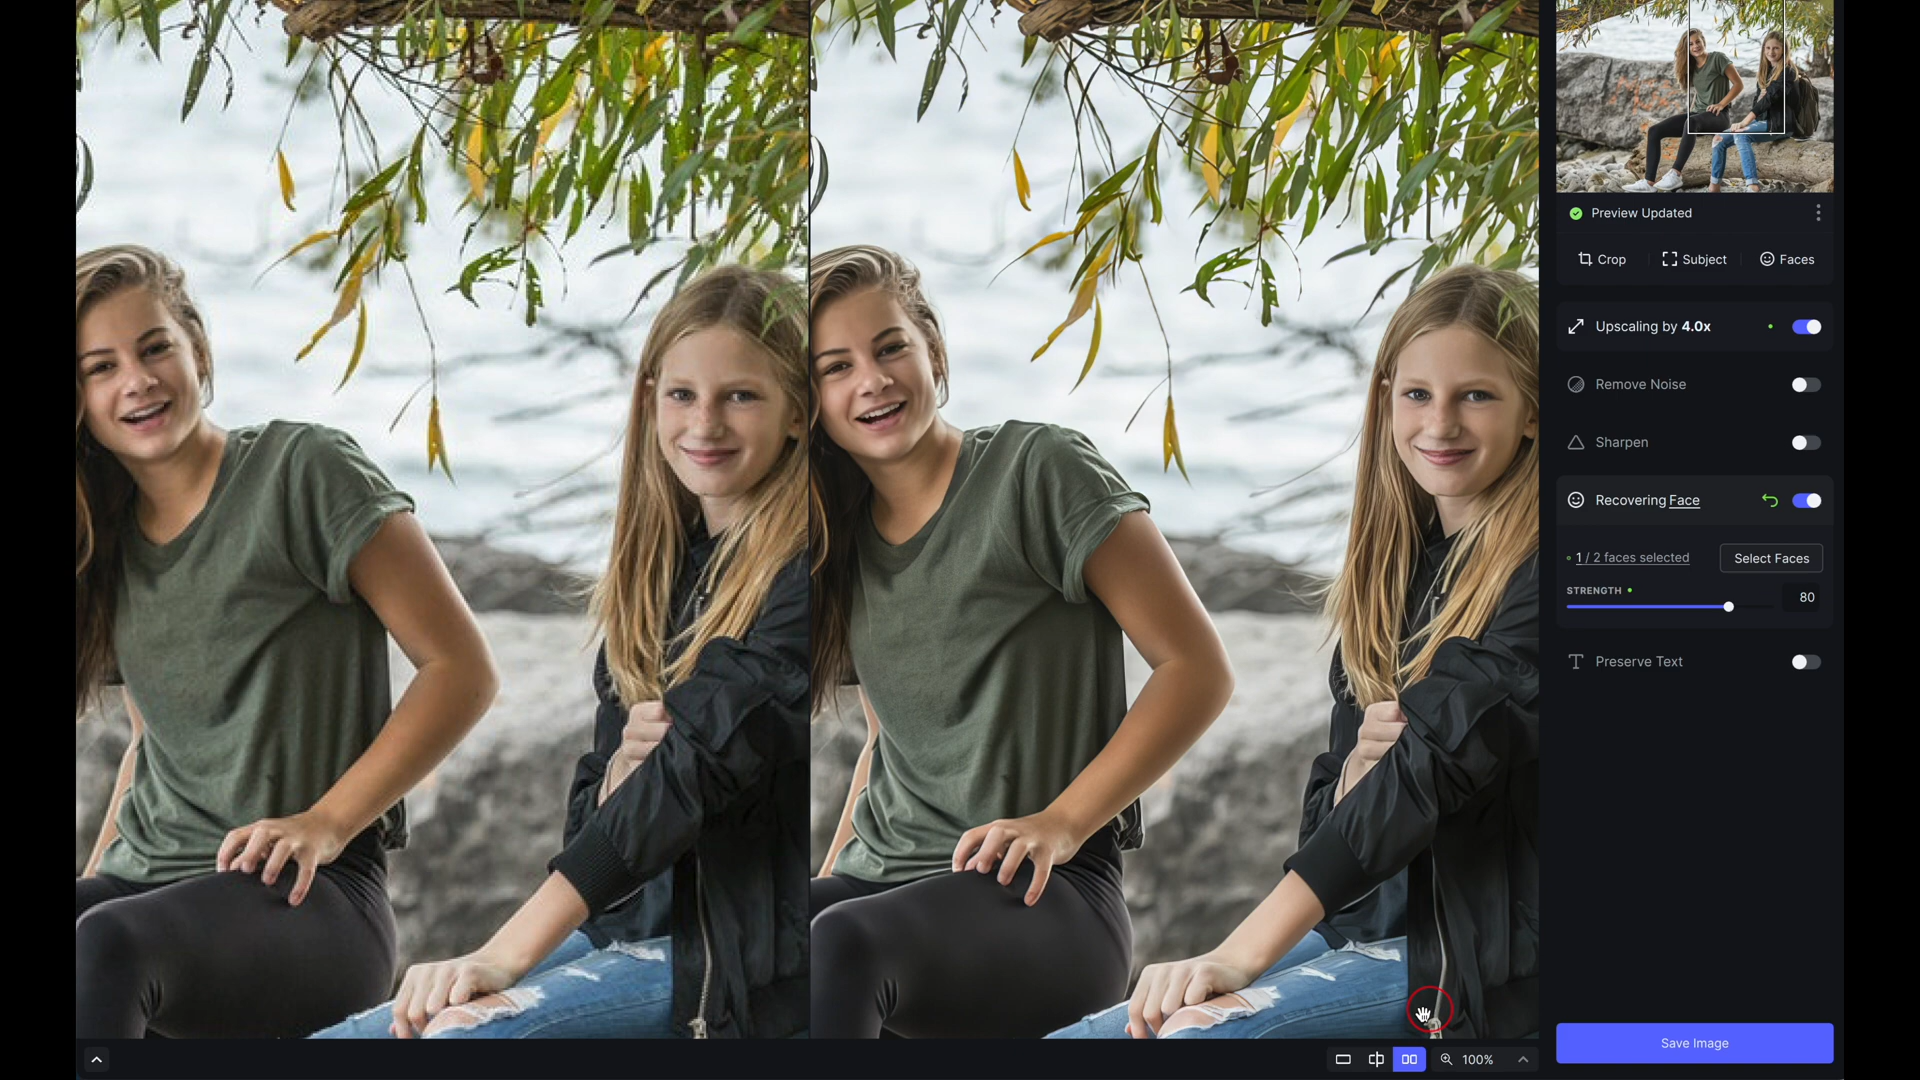 Preview Updated
Crop Subject Faces
Upscaling by 4.0x
Remove Noise
Sharpen
Recovering Face
1 / 2 faces selected Select Faces
STRENGTH
80
Preserve Text
Save Image
100%